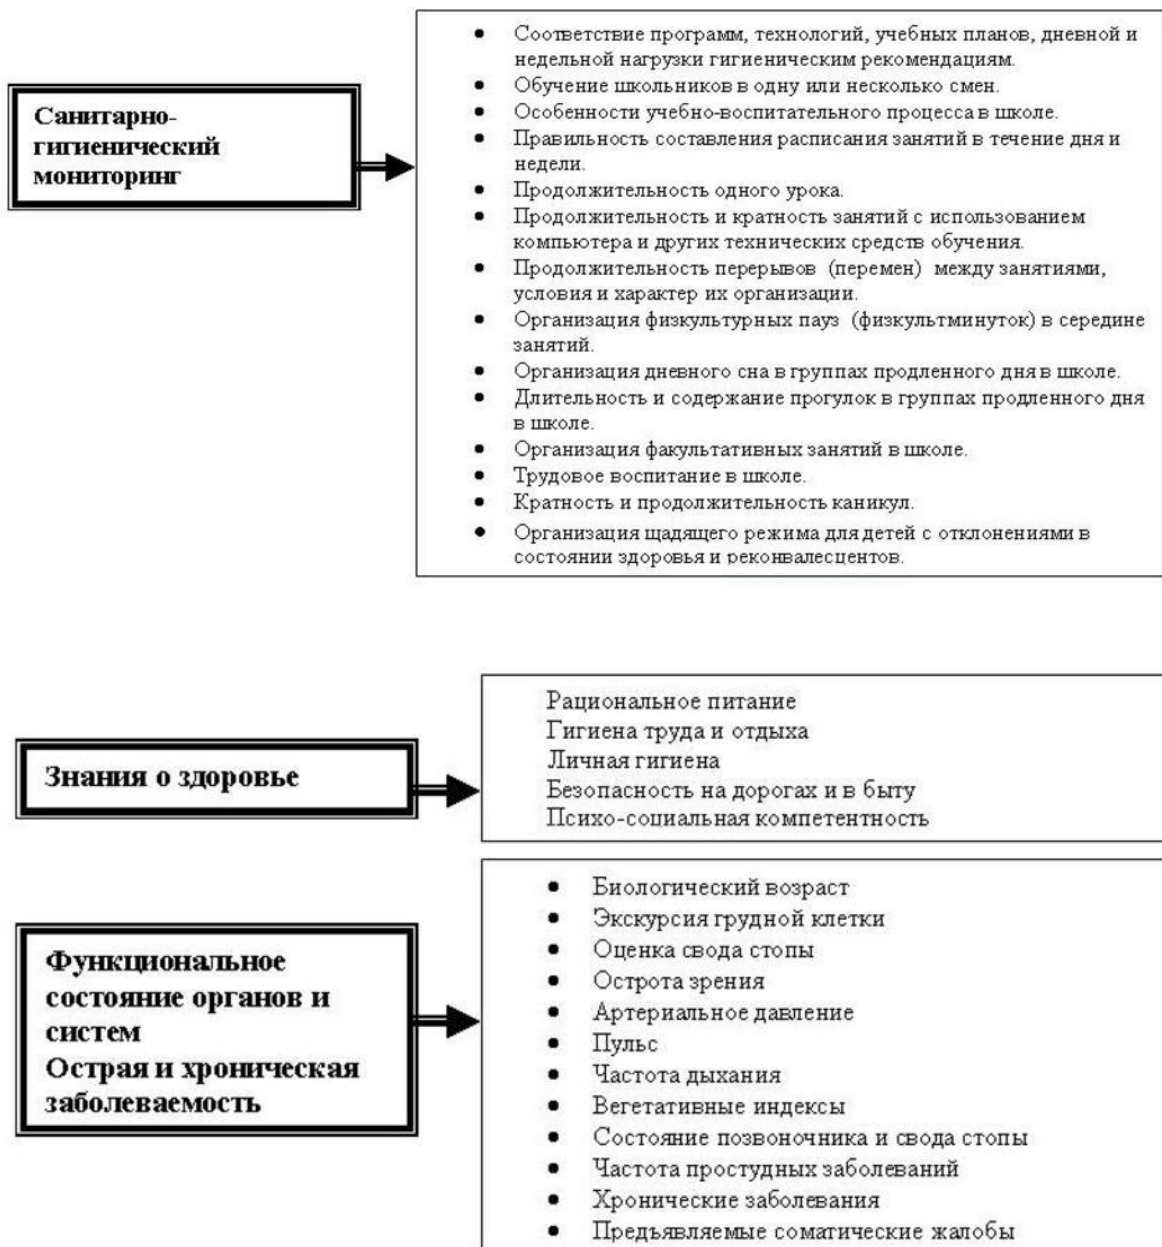 Санитарно-
гигиенический
мониторинг
• Соответствие программ, технологий, учебных планов, дневной и
недельной нагрузки гигиеническим рекомендациям.
• Обучение школьников в одну или несколько смен.
• Особенности учебно-воспитательного процесса в школе.
• Правильность составления расписания занятий в течение дня и
недели.
• Продолжительность одного урока.
• Продолжительность и кратность занятий с использованием
компьютера и других технических средств обучения.
• Продолжительность перерывов (перемен) между занятиями,
условия и характер их организации.
• Организация физкультурных пауз (физкультминуток) в середине
занятий.
• Организация дневного сна в группах продленного дня в школе.
• Длительность и содержание прогулок в группах продленного дня
в школе.
• Организация факультативных занятий в школе.
• Трудовое воспитание в школе.
• Кратность и продолжительность каникул.
• Организация щадящего режима для детей с отклонениями в
состоянии здоровья и реконвалесцентов.
Знания о здоровье
Рациональное питание
Гигиена труда и отдыха
Личная гигиена
Безопасность на дорогах и в быту
Психо-социальная компетентность
Функциональное
состояние органов и
систем
Острая и хроническая
заболеваемость
• Биологический возраст
• Экскурсия грудной клетки
• Оценка свода стопы
• Острота зрения
• Артериальное давление
• Пульс
• Частота дыхания
• Вегетативные индексы
• Состояние позвоночника и свода стопы
• Частота простудных заболеваний
• Хронические заболевания
• Предъявляемые соматические жалобы